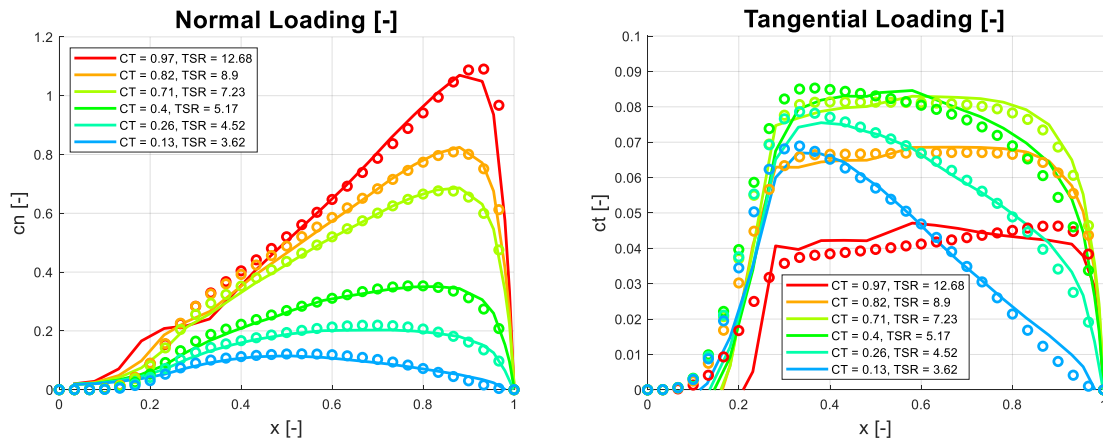 Normal Loading [-]
1.2
1
0.8
0.6
0.4
0.2
0
cn [-]
CT = 0.97, TSR = 12.68
CT = 0.82, TSR = 8.9
CT = 0.71, TSR = 7.23
CT = 0.4, TSR = 5.17
CT = 0.26, TSR = 4.52
CT = 0.13, TSR = 3.62
0 0.2 0.4 0.6 0.8 1
x [-]
Tangential Loading [-]
0.1
0.09
0.08
0.07
0.06
0.05
0.04
0.03
0.02
0.01
0
ct [-]
CT = 0.97, TSR = 12.68
CT = 0.82, TSR = 8.9
CT = 0.71, TSR = 7.23
CT = 0.4, TSR = 5.17
CT = 0.26, TSR = 4.52
CT = 0.13, TSR = 3.62
0 0.2 0.4 0.6 0.8 1
x [-]